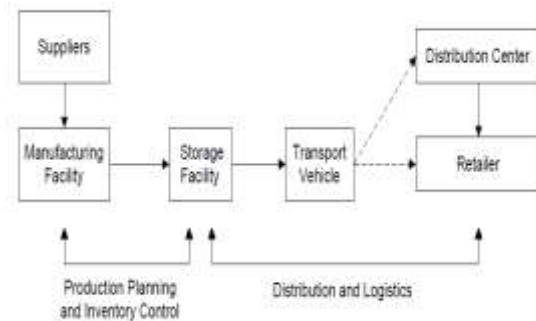 Suppliers
Distribution Center
Manufacturing
Facility
Storage
Facility
Transport
Vehicle
Retailer
Production Planning
and Inventory Control
Distribution and Logistics